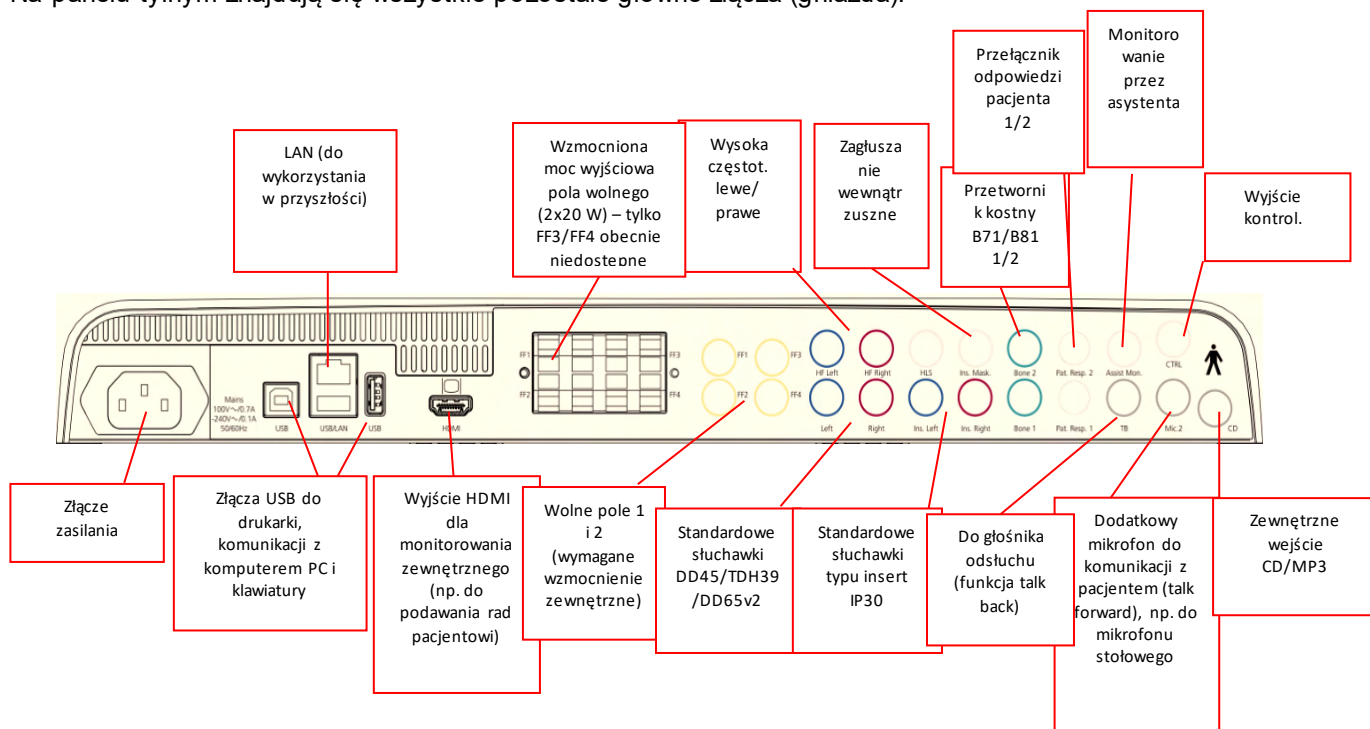 Na panelu tylnym znajdują się wszystkie pozostałe główne złącza (gniazda).
Monitoro
wanie
przez
asystenta
Przełącznik
odpowiedzi
pacjenta
1/2
LAN (do
wykorzystania
w przyszłości)
Wzmocniona
moc wyjściowa
pola wolnego
(2x20 W) – tylko
FF3/FF4 obecnie
niedostępne
Wysoka
częstot.
lewe/
prawe
Zagłusza
nie
wewnątr
zuszne
Przetworni
k kostny
B71/B81
1/2
Wyjście
kontrol.
Mains
100V~/0.7A
-240V~/0.1A
50/60Hz
USB
USB/LAN
USB
HDMI
FF1
FF3
FF2
FF4
FF1
FF3
FF2
FF4
HF Left
HF Right
HLS
Ins. Mask.
Bone 2
Pat. Resp. 2
Assist Mon.
CTRL
Left
Right
Ins. Left
Ins. Right
Bone 1
Pat. Resp. 1
TB
Mic.2
CD
Złącze
zasilania
Złącza USB do
drukarki,
komunikacji z
komputerem PC i
klawiatury
Wyjście HDMI
dla
monitorowania
zewnętrznego
(np. do
podawania rad
pacjentowi)
Wolne pole 1
i 2
(wymagane
wzmocnienie
zewnętrzne)
Standardowe
słuchawki
DD45/TDH39
/DD65v2
Standardowe
słuchawki
typu insert
IP30
Do głośnika
odsłuchu
(funkcja talk
back)
Dodatkowy
mikrofon do
komunikacji z
pacjentem (talk
forward), np. do
mikrofonu
stołowego
Zewnętrzne
wejście
CD/MP3